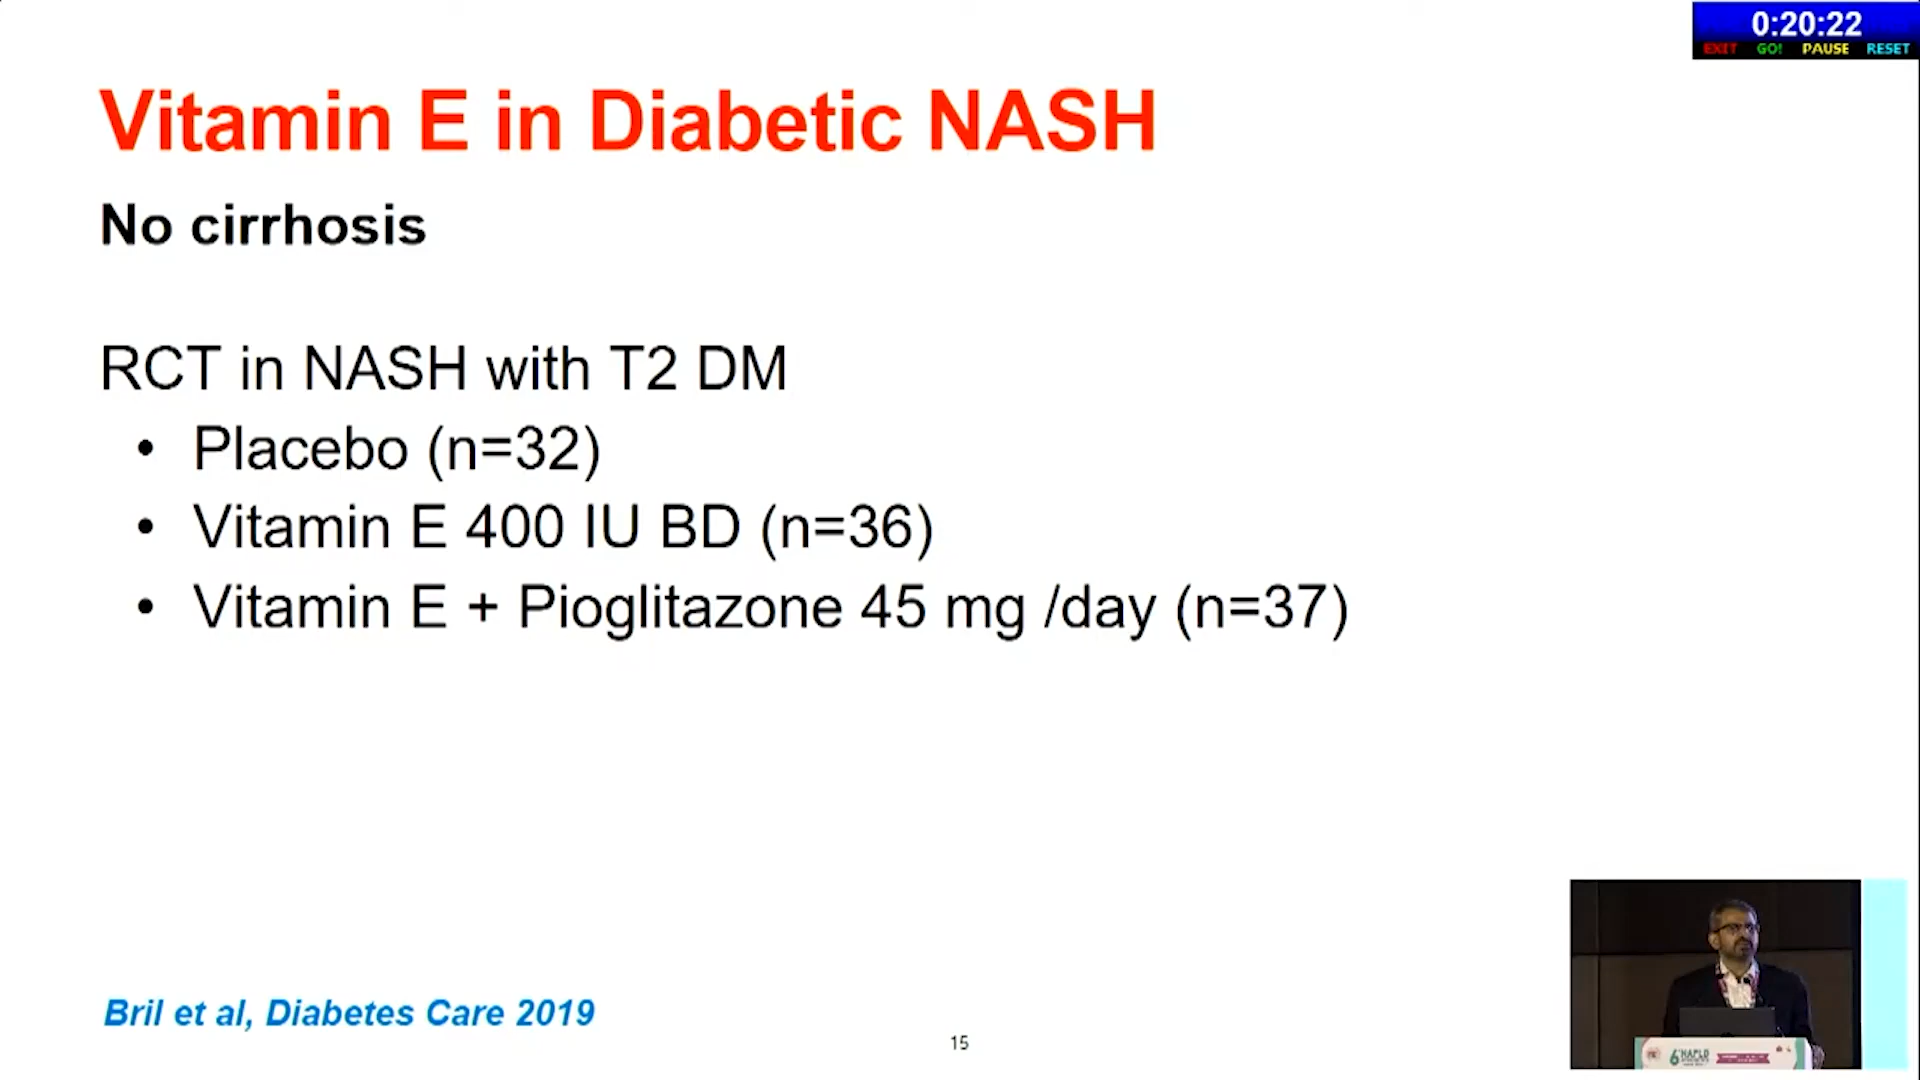 0:20:22
EXIT GO! PAUSE RESET
Vitamin E in Diabetic NASH
No cirrhosis
RCT in NASH with T2 DM
• Placebo (n=32)
• Vitamin E 400 IU BD (n=36)
• Vitamin E + Pioglitazone 45 mg /day (n=37)
Bril et al, Diabetes Care 2019
15